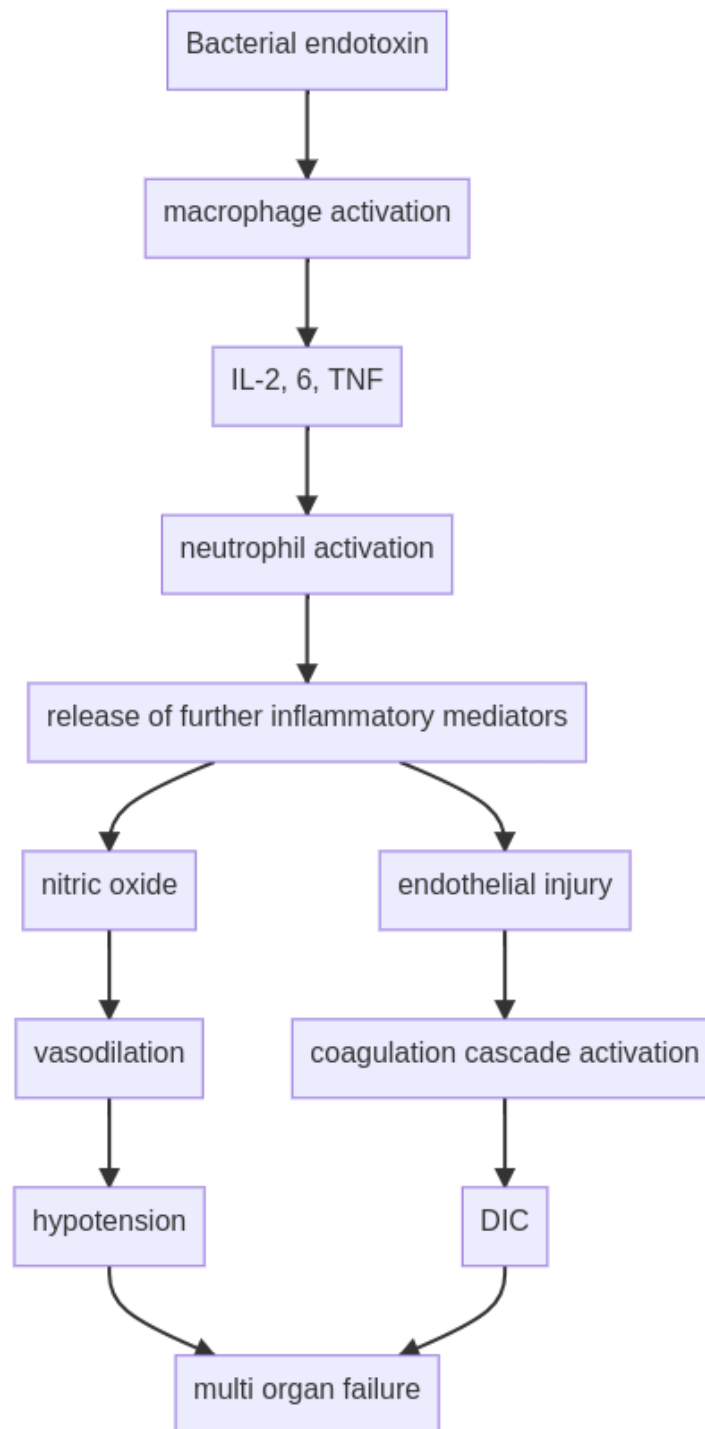 Bacterial endotoxin
macrophage activation
IL-2, 6, TNF
neutrophil activation
release of further inflammatory mediators
nitric oxide
endothelial injury
vasodilation
coagulation cascade activation
hypotension
DIC
multi organ failure